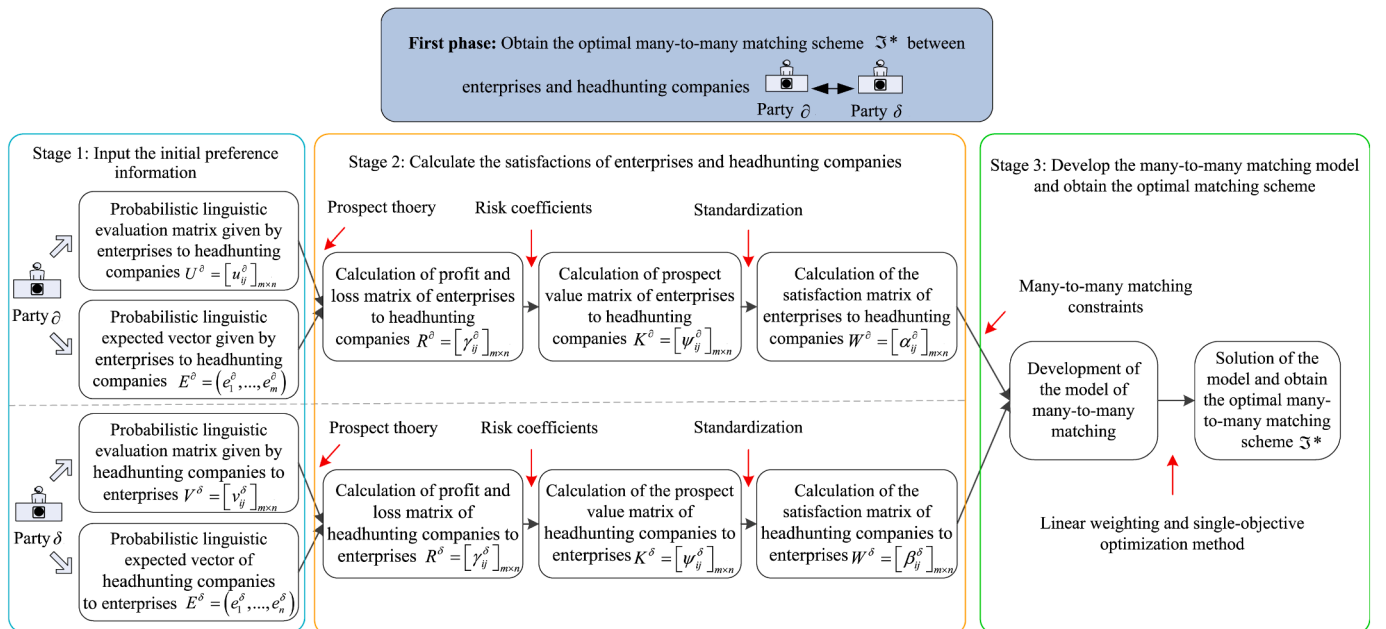 First phase: Obtain the optimal many-to-many matching scheme ℑ* between
enterprises and headhunting companies
Party ∂
Party δ
Stage 1: Input the initial preference
information
Probabilistic linguistic
evaluation matrix given by
enterprises to headhunting
companies U^∂ = [u_ij^∂]_m×n
Party ∂
Probabilistic linguistic
expected vector given by
enterprises to headhunting
companies E^∂ = (e_1^∂,...,e_m^∂)
Probabilistic linguistic
evaluation matrix given by
headhunting companies to
enterprises V^δ = [v_ij^δ]_m×n
Party δ
Probabilistic linguistic
expected vector of
headhunting companies
to enterprises E^δ = (e_1^δ,...,e_n^δ)
Stage 2: Calculate the satisfactions of enterprises and headhunting companies
Prospect thoery
Risk coefficients
Standardization
Calculation of profit and
loss matrix of enterprises
to headhunting
companies R^∂ = [γ_ij^∂]_m×n
Calculation of prospect
value matrix of enterprises
to headhunting
companies K^∂ = [ψ_ij^∂]_m×n
Calculation of the
satisfaction matrix of
enterprises to headhunting
companies W^∂ = [α_ij^∂]_m×n
Prospect thoery
Risk coefficients
Standardization
Calculation of profit and
loss matrix of
headhunting companies to
enterprises R^δ = [γ_ij^δ]_m×n
Calculation of the prospect
value matrix of
headhunting companies to
enterprises K^δ = [ψ_ij^δ]_m×n
Calculation of the
satisfaction matrix of
headhunting companies to
enterprises W^δ = [β_ij^δ]_m×n
Stage 3: Develop the many-to-many matching model
and obtain the optimal matching scheme
Many-to-many matching
constraints
Development of
the model of
many-to-many
matching
Solution of the
model and obtain
the optimal many-
to-many matching
scheme ℑ*
Linear weighting and single-objective
optimization method